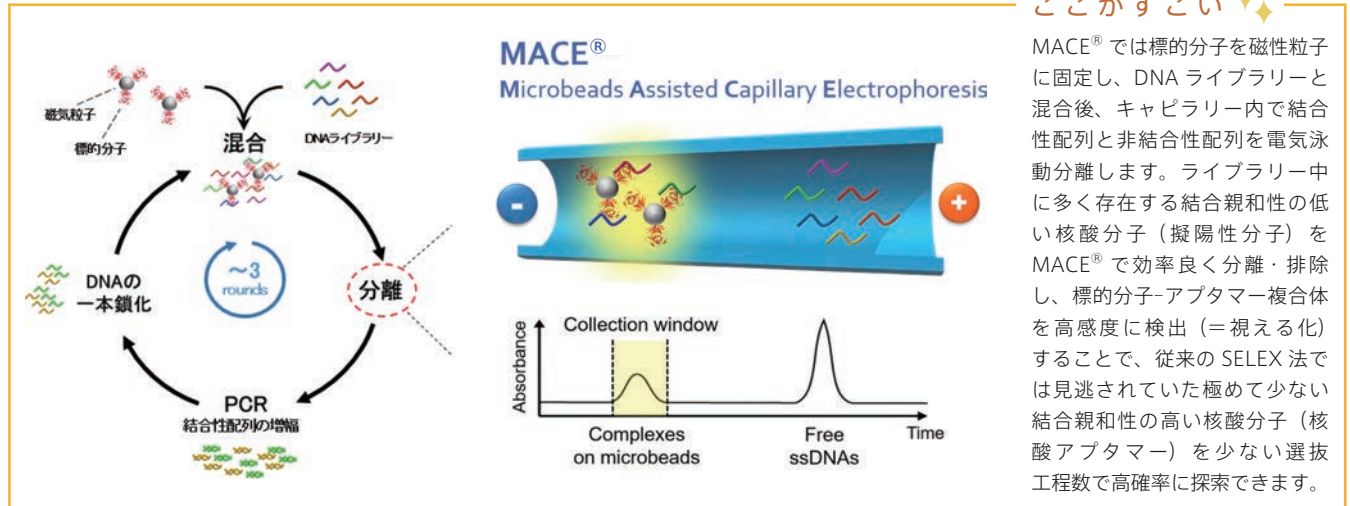 磁気粒子
標的分子
DNAライブラリー
混合
~3
rounds
分離
PCR
結合性配列の増幅
DNAの
一本鎖化
MACE®
Microbeads Assisted Capillary Electrophoresis
-
+
Absorbance
Collection window
Complexes
on microbeads
Free
ssDNAs
Time
ここがすごい
MACE® では標的分子を磁性粒子
に固定し、DNA ライブラリーと
混合後、キャピラリー内で結合
性配列と非結合性配列を電気泳
動分離します。ライブラリー中
に多く存在する結合親和性の低
い核酸分子（擬陽性分子）を
MACE® で効率良く分離・排除
し、標的分子−アプタマー複合体
を高感度に検出（＝視える化）
することで、従来の SELEX 法で
は見逃されていた極めて少ない
結合親和性の高い核酸分子（核
酸アプタマー）を少ない選抜
工程数で高確率に探索できます。